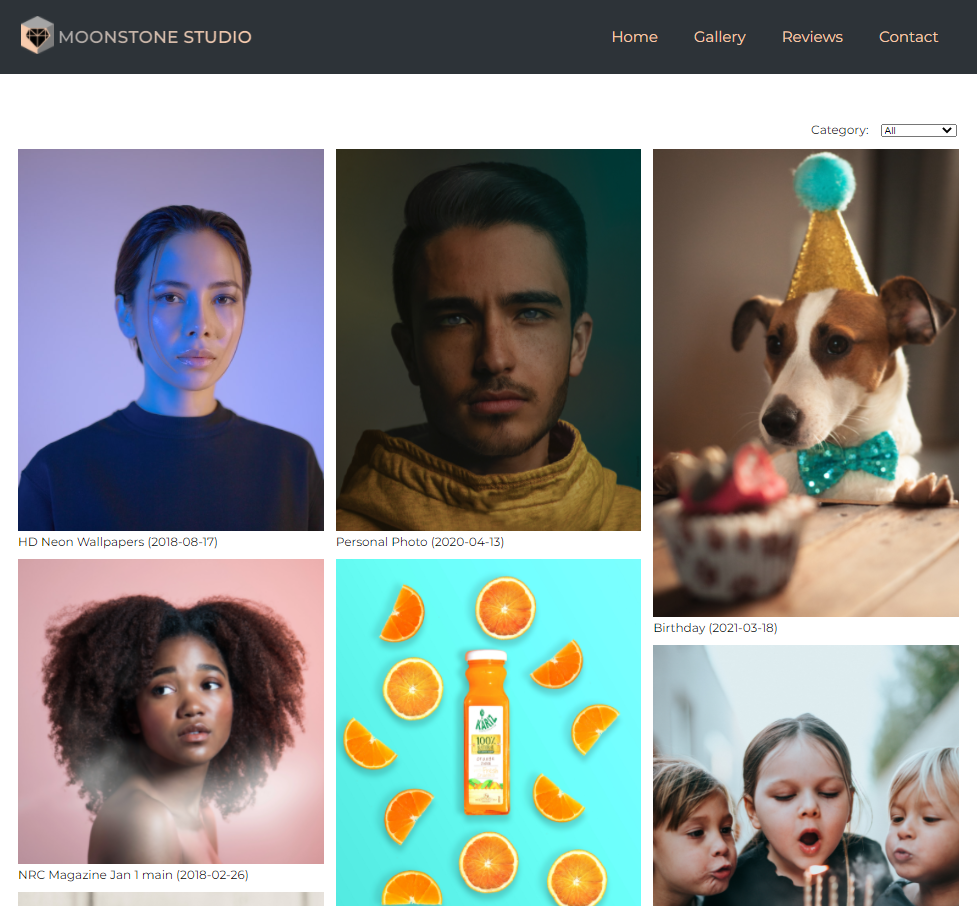 MOONSTONE STUDIO
Home Gallery Reviews Contact
Category: All
HD Neon Wallpapers (2018-08-17)
Personal Photo (2020-04-13)
Birthday (2021-03-18)
NRC Magazine Jan 1 main (2018-02-26)
100%